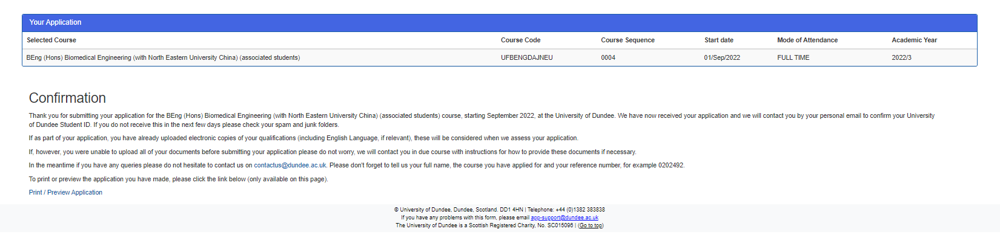 Your Application
Selected Course Course Code Course Sequence Start date Mode of Attendance Academic Year
BEng (Hons) Biomedical Engineering (with North Eastern University China) (associated students) UFBENGDAJNEU 0004 01/Sep/2022 FULL TIME 2022/3
Confirmation
Thank you for submitting your application for the BEng (Hons) Biomedical Engineering (with North Eastern University China) (associated students) course, starting September 2022, at the University of Dundee. We have now received your application and we will contact you by your personal email to confirm your University
of Dundee Student ID. If you do not receive this in the next few days please check your spam and junk folders.
If as part of your application, you have already uploaded electronic copies of your qualifications (including English Language, if relevant), these will be considered when we assess your application.
If, however, you were unable to upload all of your documents before submitting your application please do not worry, we will contact you in due course with instructions for how to provide these documents if necessary.
In the meantime if you have any queries please do not hesitate to contact us on contactus@dundee.ac.uk. Please don't forget to tell us your full name, the course you have applied for and your reference number, for example 0202492.
To print or preview the application you have made, please click the link below (only available on this page).
Print / Preview Application
© University of Dundee, Dundee, Scotland. DD1 4HN | Telephone: +44 (0)1382 383838
If you have any problems with this form, please email app-support@dundee.ac.uk
The University of Dundee is a Scottish Registered Charity, No. SC015096 | (Go to top)